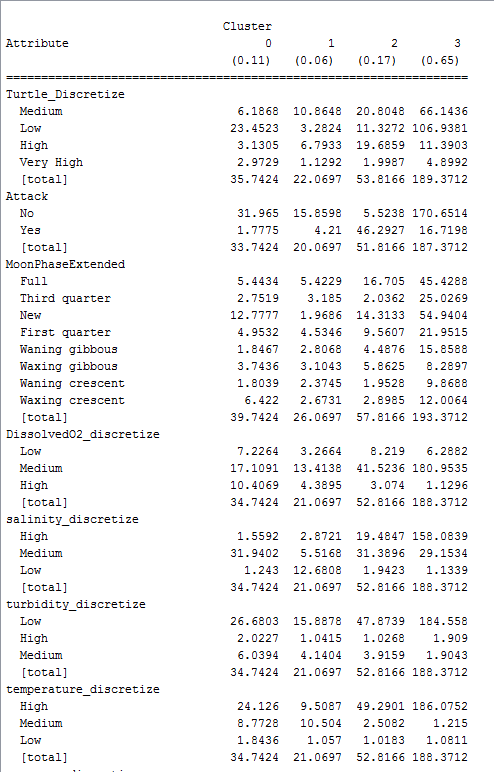 Cluster
Attribute 0 1 2 3
(0.11) (0.06) (0.17) (0.65)
==================================================================
Turtle_Discretize
Medium 6.1868 10.8648 20.8048 66.1436
Low 23.4523 3.2824 11.3272 106.9381
High 3.1305 6.7933 19.6859 11.3903
Very High 2.9729 1.1292 1.9987 4.8992
[total] 35.7424 22.0697 53.8166 189.3712
Attack
No 31.965 15.8598 5.5238 170.6514
Yes 1.7775 4.21 46.2927 16.7198
[total] 33.7424 20.0697 51.8166 187.3712
MoonPhaseExtended
Full 5.4434 5.4229 16.705 45.4288
Third quarter 2.7519 3.185 2.0362 25.0269
New 12.7777 1.9686 14.3133 54.9404
First quarter 4.9532 4.5346 9.5607 21.9515
Waning gibbous 1.8467 2.8068 4.4876 15.8588
Waxing gibbous 3.7436 3.1043 5.8625 8.2897
Waning crescent 1.8039 2.3745 1.9528 9.8688
Waxing crescent 6.422 2.6731 2.8985 12.0064
[total] 39.7424 26.0697 57.8166 193.3712
DissolvedO2_discretize
Low 7.2264 3.2664 8.219 6.2882
Medium 17.1091 13.4138 41.5236 180.9535
High 10.4069 4.3895 3.074 1.1296
[total] 34.7424 21.0697 52.8166 188.3712
salinity_discretize
High 1.5592 2.8721 19.4847 158.0839
Medium 31.9402 5.5168 31.3896 29.1534
Low 1.243 12.6808 1.9423 1.1339
[total] 34.7424 21.0697 52.8166 188.3712
turbidity_discretize
Low 26.6803 15.8878 47.8739 184.558
High 2.0227 1.0415 1.0268 1.909
Medium 6.0394 4.1404 3.9159 1.9043
[total] 34.7424 21.0697 52.8166 188.3712
temperature_discretize
High 24.126 9.5087 49.2901 186.0752
Medium 8.7728 10.504 2.5082 1.215
Low 1.8436 1.057 1.0183 1.0811
[total] 34.7424 21.0697 52.8166 188.3712